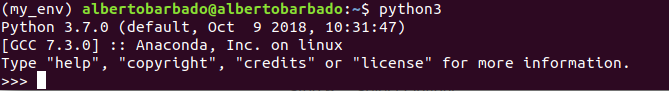 (my_env) albertobarbado@albertobarbado:~$ python3
Python 3.7.0 (default, Oct  9 2018, 10:31:47)
[GCC 7.3.0] :: Anaconda, Inc. on linux
Type "help", "copyright", "credits" or "license" for more information.
>>>